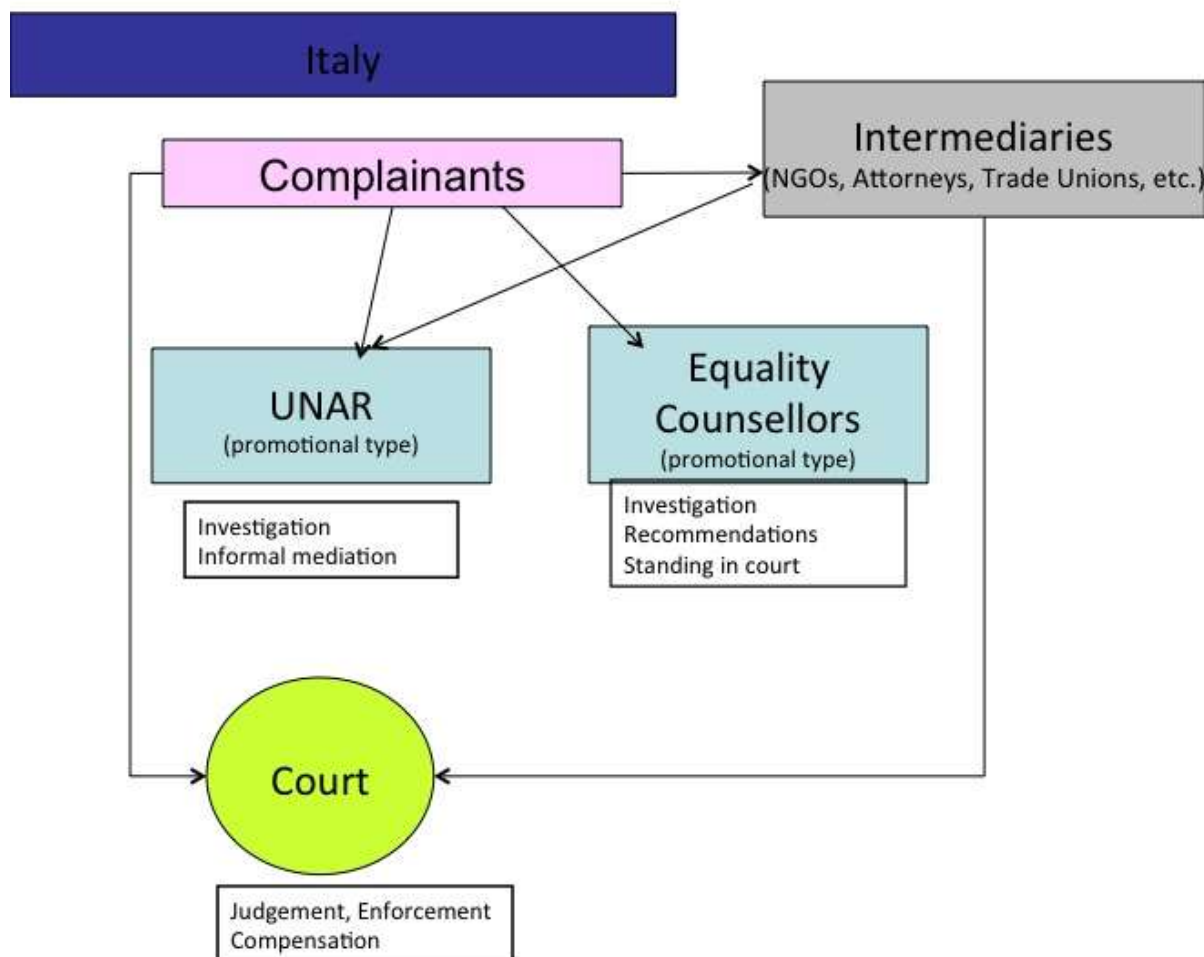 Italy
Intermediaries
(NGOs, Attorneys, Trade Unions, etc.)
Complainants
UNAR
(promotional type)
Equality
Counsellors
(promotional type)
Investigation
Informal mediation
Investigation
Recommendations
Standing in court
Court
Judgement, Enforcement
Compensation